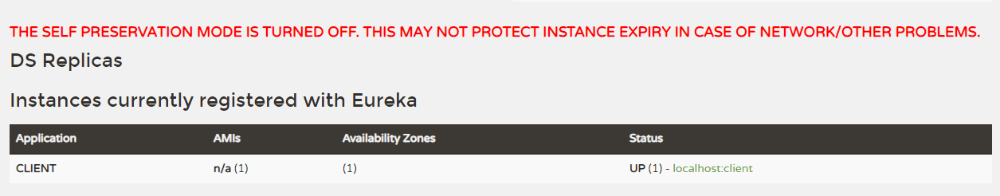 THE SELF PRESERVATION MODE IS TURNED OFF. THIS MAY NOT PROTECT INSTANCE EXPIRY IN CASE OF NETWORK/OTHER PROBLEMS.
DS Replicas
Instances currently registered with Eureka
Application AMIs Availability Zones Status
CLIENT n/a (1) (1) UP (1) - localhost:client